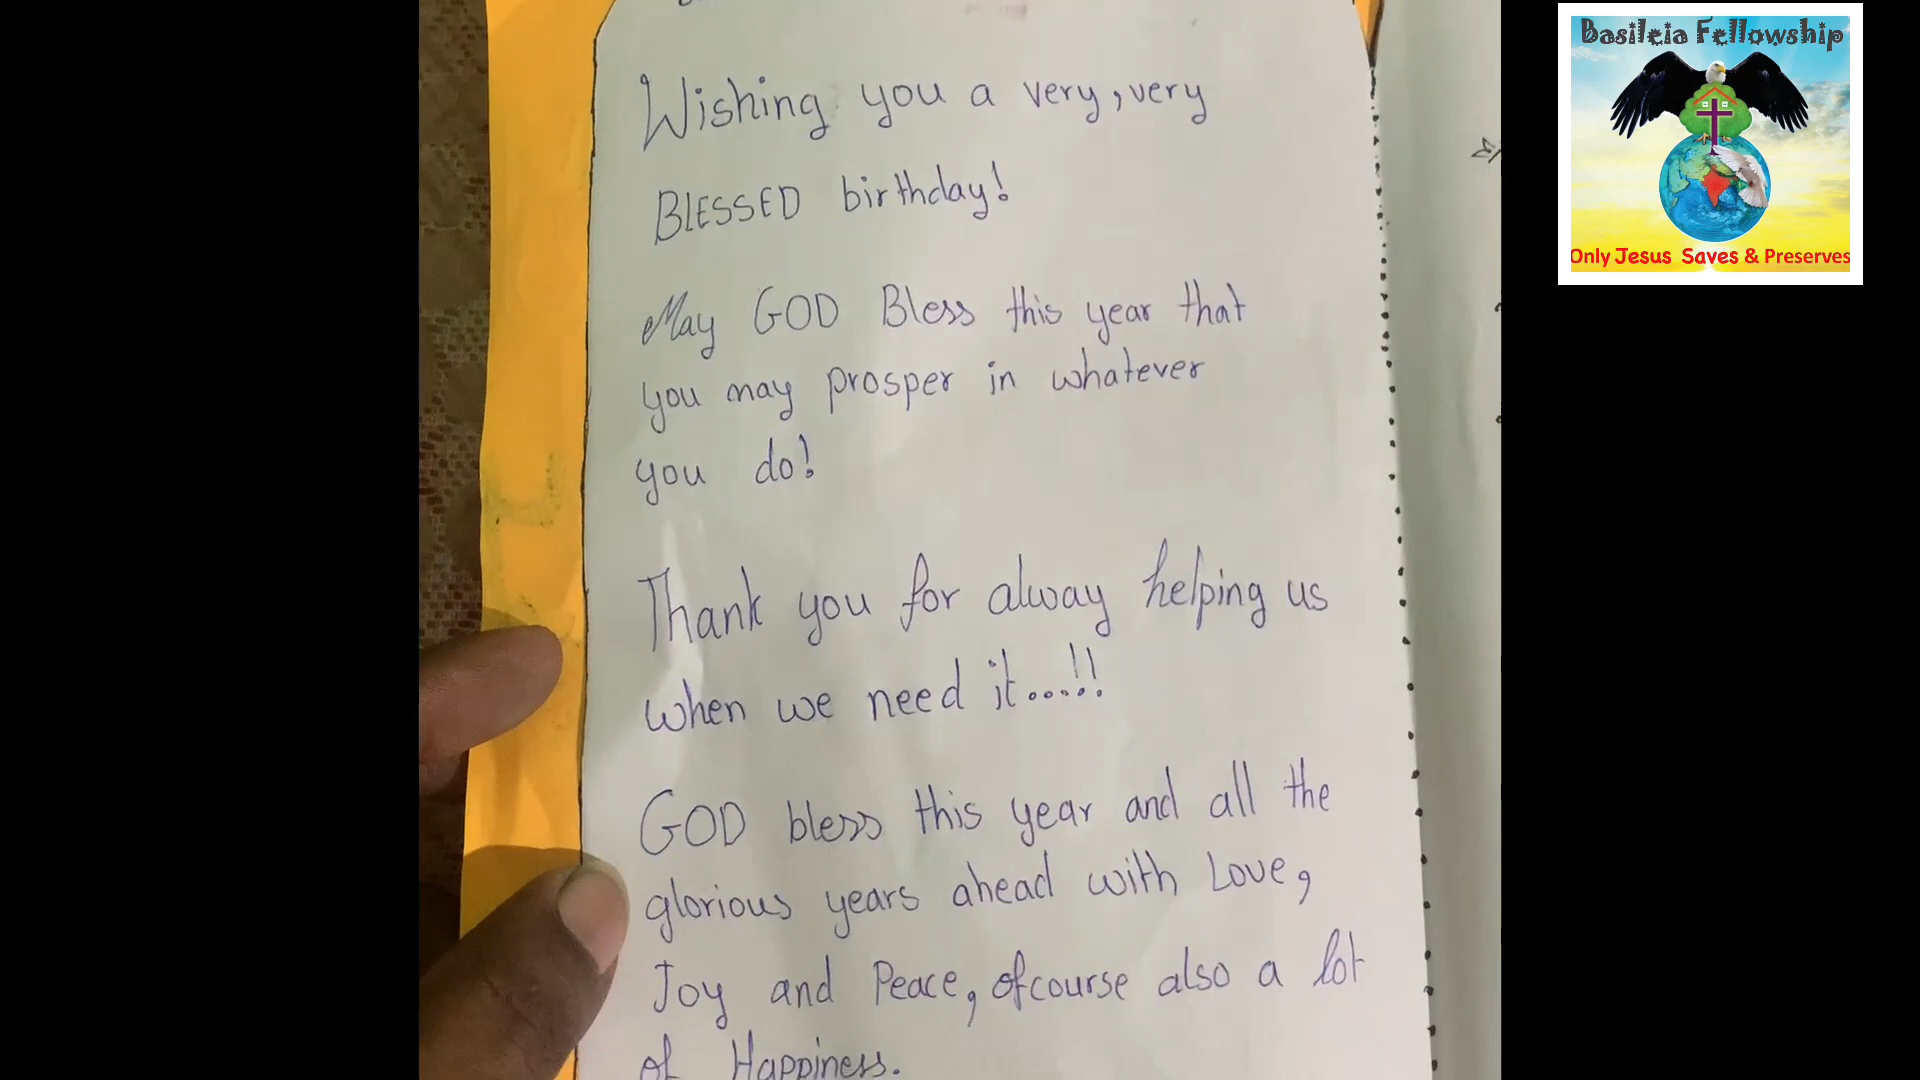 Wishing you a very, very
BLESSED birthday!
May GOD Bless this year that
you may prosper in whatever
you do!
Thank you for alway helping us
when we need it...!!
GOD bless this year and all the
glorious years ahead with Love,
Joy and Peace, ofcourse also a lot
of Happiness.
Basileia Fellowship
Only Jesus Saves & Preserves